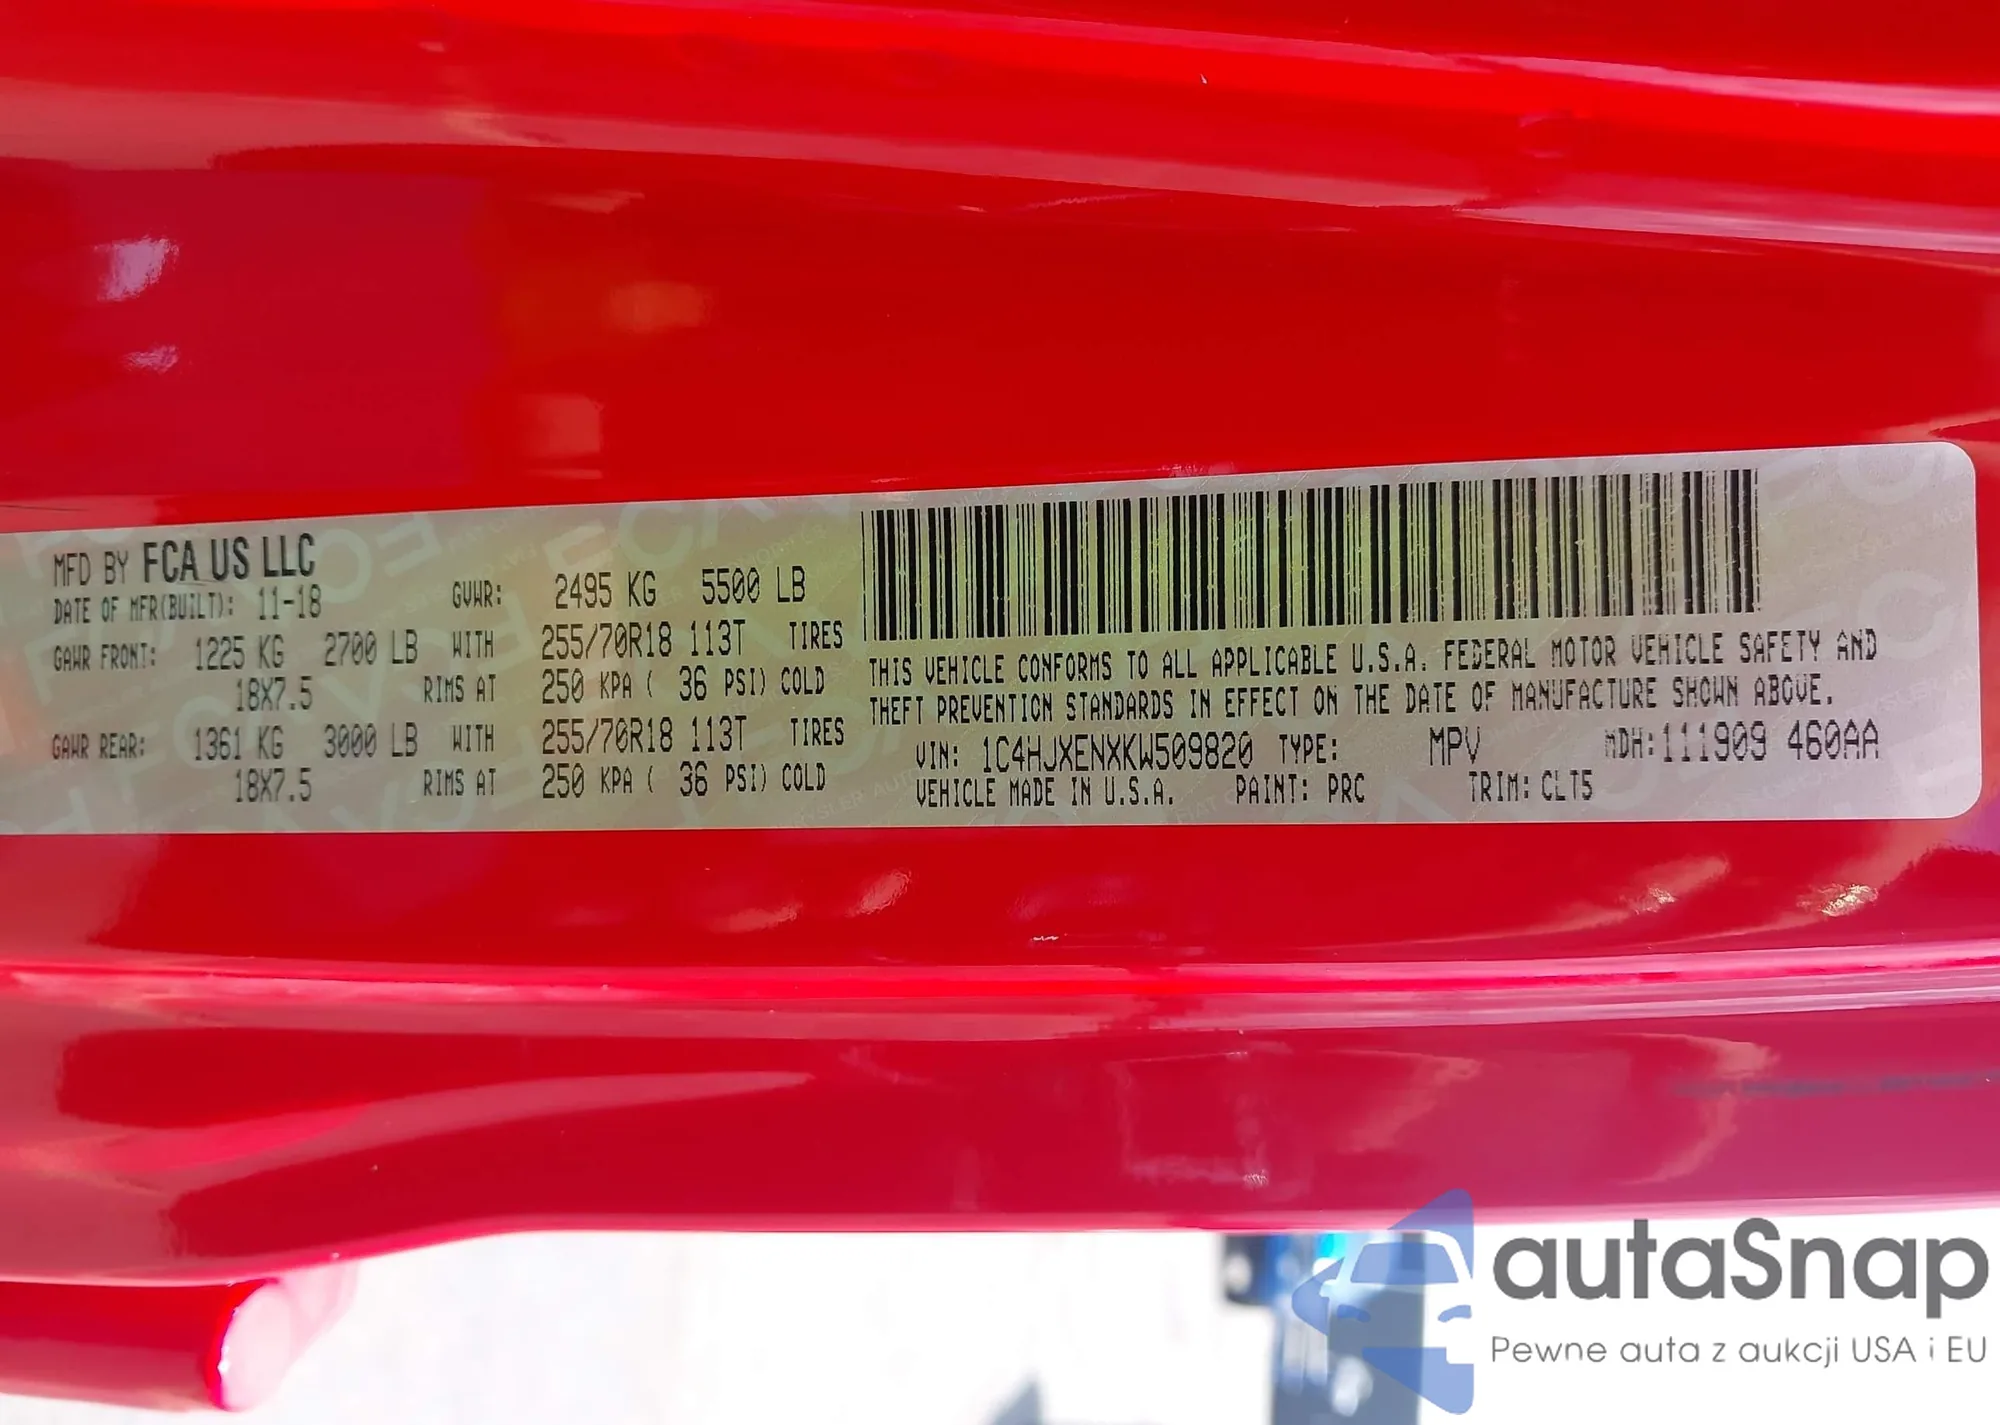 MFD BY FCA US LLC
DATE OF MFR(BUILT): 11-18 GVWR: 2495 KG 5500 LB
GAWR FRONT: 1225 KG 2700 LB WITH 255/70R18 113T TIRES
18X7.5 RIMS AT 250 KPA ( 36 PSI) COLD
GAWR REAR: 1361 KG 3000 LB WITH 255/70R18 113T TIRES
18X7.5 RIMS AT 250 KPA ( 36 PSI) COLD
THIS VEHICLE CONFORMS TO ALL APPLICABLE U.S.A. FEDERAL MOTOR VEHICLE SAFETY AND
THEFT PREVENTION STANDARDS IN EFFECT ON THE DATE OF MANUFACTURE SHOWN ABOVE.
VIN: 1C4HJXENXKW509820 TYPE: MPV MDH:111909 460AA
VEHICLE MADE IN U.S.A. PAINT: PRC TRIM: CLT5
autaSnap
Pewne auta z aukcji USA i EU